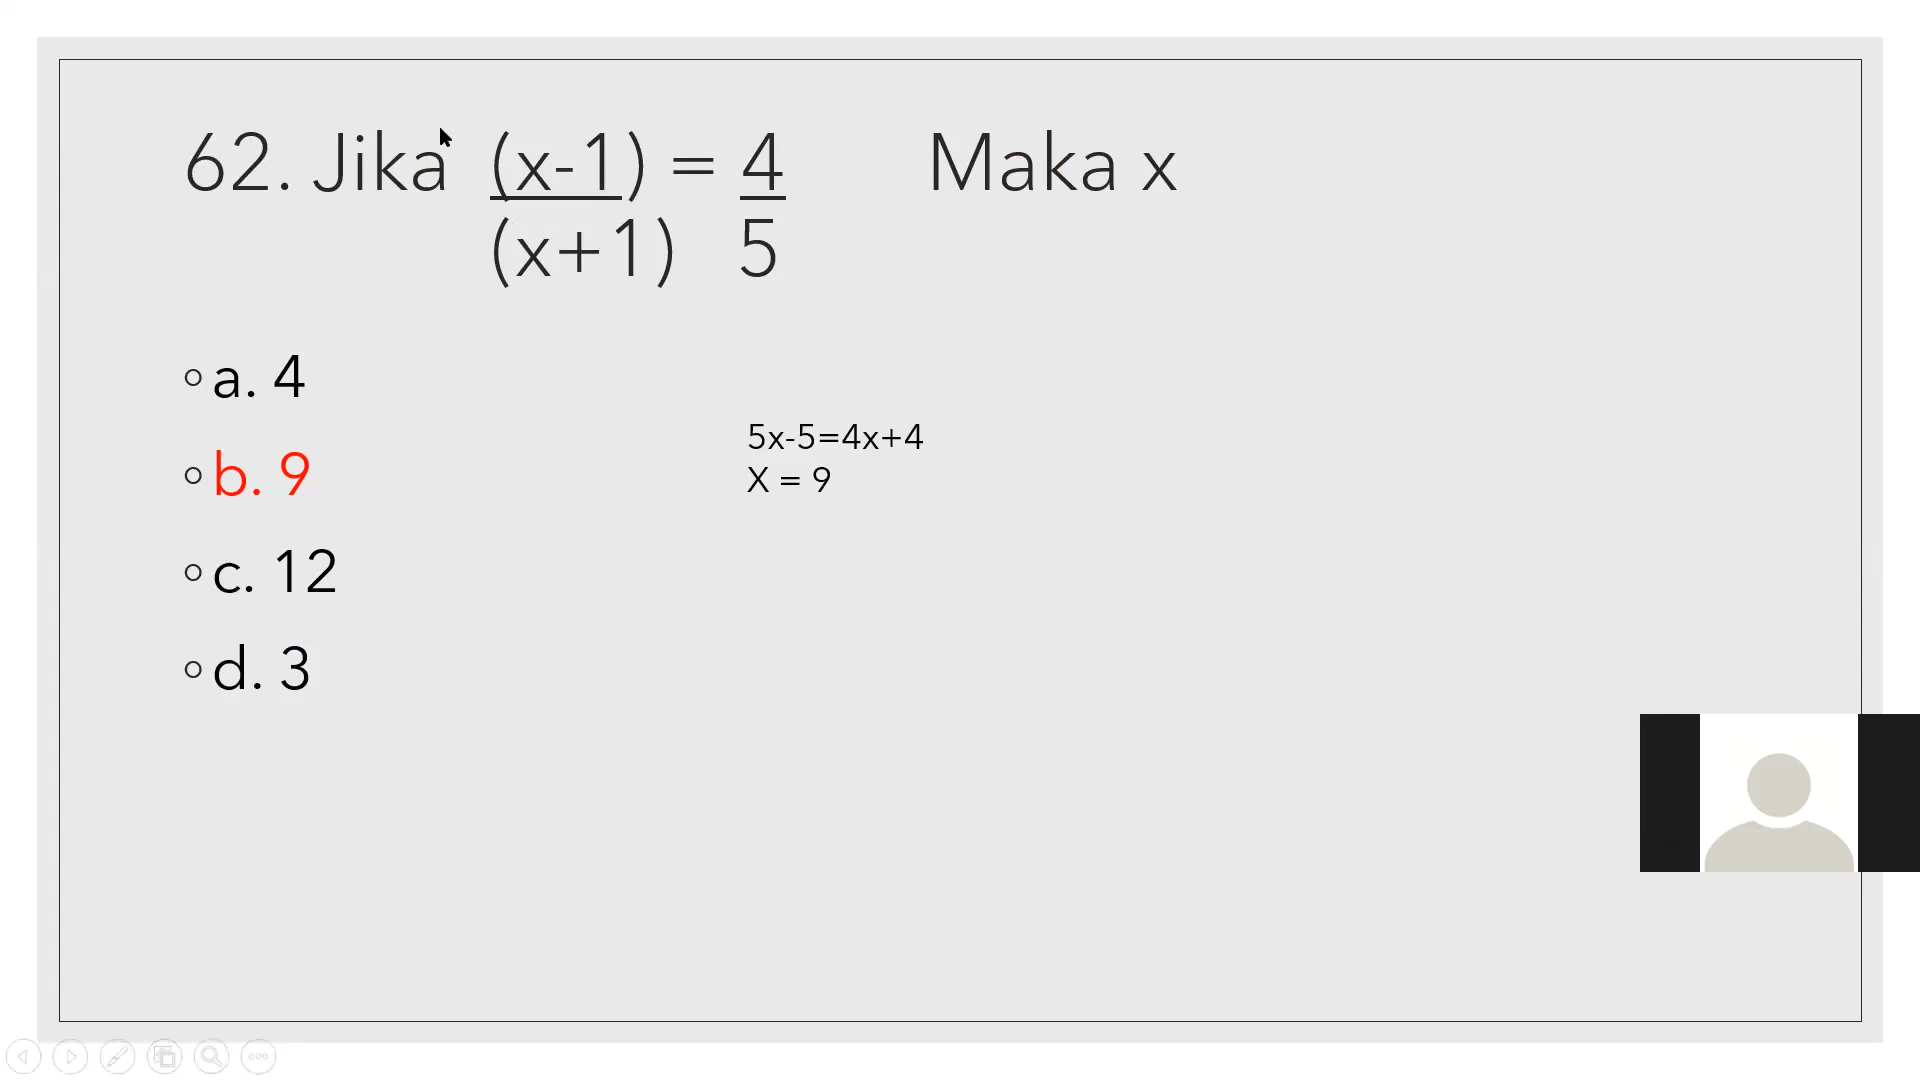 62. Jika (x-1) = 4 Maka x
(x+1) 5
a. 4
b. 9
c. 12
d. 3
5x-5=4x+4
X = 9